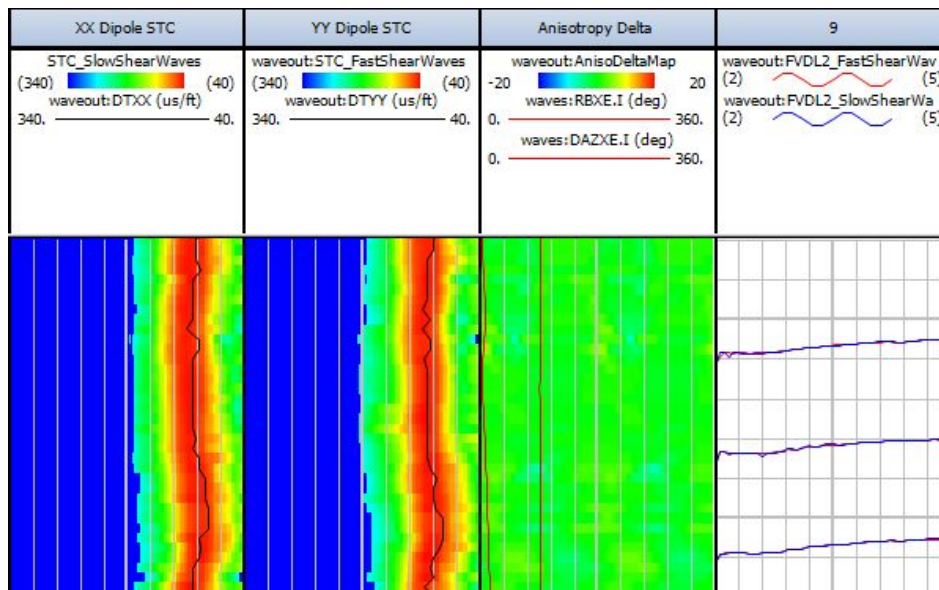 XX Dipole STC
YY Dipole STC
Anisotropy Delta
9
STC_SlowShearWaves
(340) (40)
waveout:DTXX (us/ft)
340. 40.
waveout:STC_FastShearWaves
(340) (40)
waveout:DTYY (us/ft)
340. 40.
waveout:AnisoDeltaMap
-20 20
waves:RBXE.I (deg)
0. 360.
waves:DAZXE.I (deg)
0. 360.
waveout:FVDL2_FastShearWav
(2) (5)
waveout:FVDL2_SlowShearWa
(2) (5)